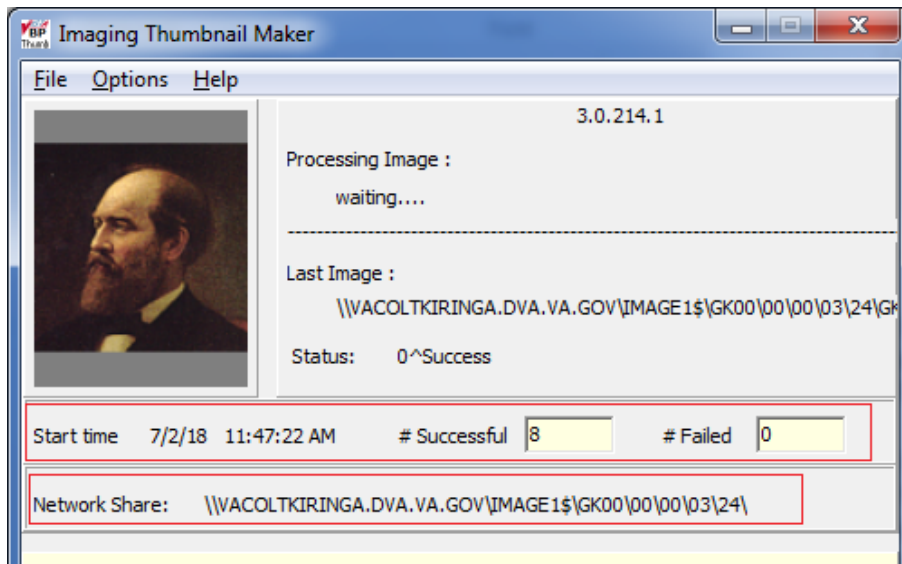 VBP
Thumb
Imaging Thumbnail Maker
File Options Help
3.0.214.1
Processing Image :
waiting....
Last Image :
\\VACOLTKIRINGA.DVA.VA.GOV\IMAGE1$\GK00\00\00\03\24\GK
Status: 0^Success
Start time 7/2/18 11:47:22 AM # Successful 8 # Failed 0
Network Share: \\VACOLTKIRINGA.DVA.VA.GOV\IMAGE1$\GK00\00\00\03\24\